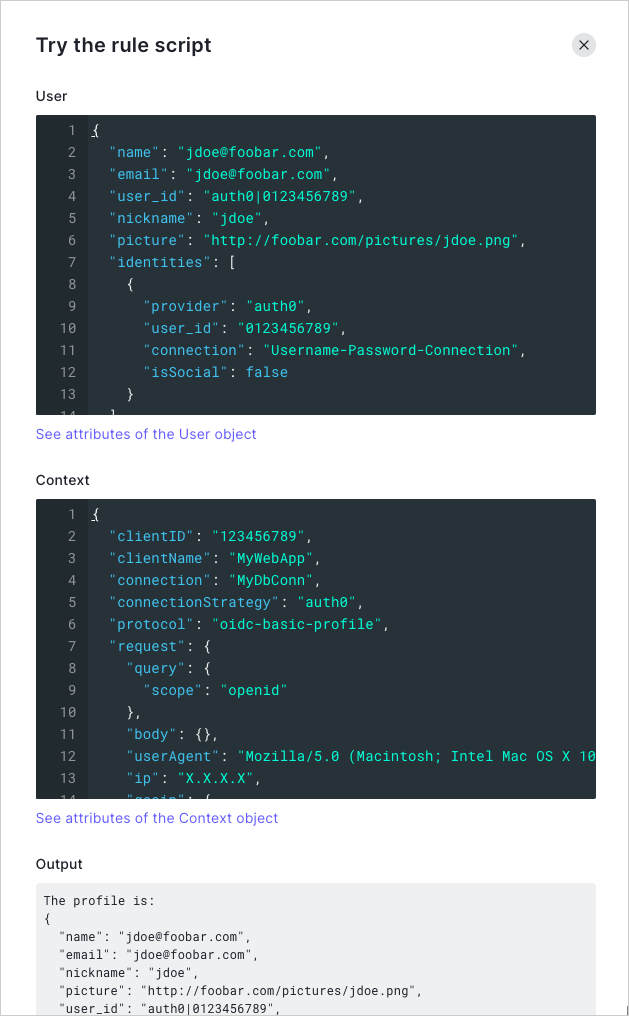 Try the rule script
User
1 {
2 "name": "jdoe@foobar.com",
3 "email": "jdoe@foobar.com",
4 "user_id": "auth0|0123456789",
5 "nickname": "jdoe",
6 "picture": "http://foobar.com/pictures/jdoe.png",
7 "identities": [
8 {
9 "provider": "auth0",
10 "user_id": "0123456789",
11 "connection": "Username-Password-Connection",
12 "isSocial": false
13 }
14 ]
See attributes of the User object
Context
1 {
2 "clientID": "123456789",
3 "clientName": "MyWebApp",
4 "connection": "MyDbConn",
5 "connectionStrategy": "auth0",
6 "protocol": "oidc-basic-profile",
7 "request": {
8 "query": {
9 "scope": "openid"
10 },
11 "body": {},
12 "userAgent": "Mozilla/5.0 (Macintosh; Intel Mac OS X 10
13 "ip": "X.X.X.X",
14 "geoip": {
See attributes of the Context object
Output
The profile is:
{
"name": "jdoe@foobar.com",
"email": "jdoe@foobar.com",
"nickname": "jdoe",
"picture": "http://foobar.com/pictures/jdoe.png",
"user_id": "auth0|0123456789",